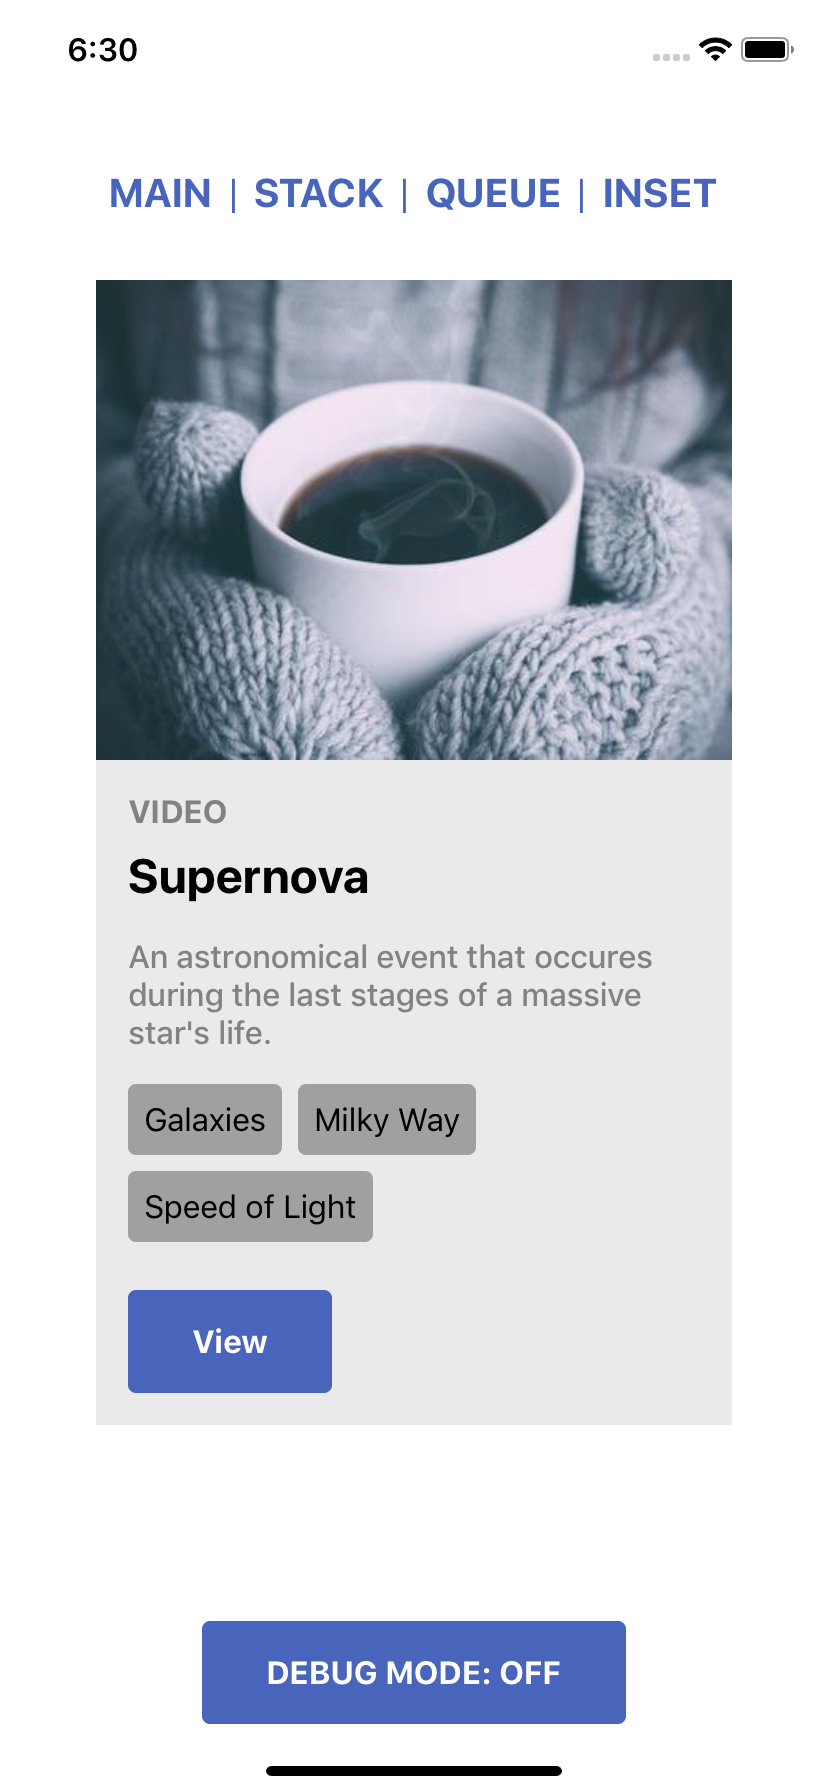 6:30
MAIN | STACK | QUEUE | INSET
VIDEO
Supernova
An astronomical event that occures
during the last stages of a massive
star's life.
Galaxies Milky Way
Speed of Light
View
DEBUG MODE: OFF